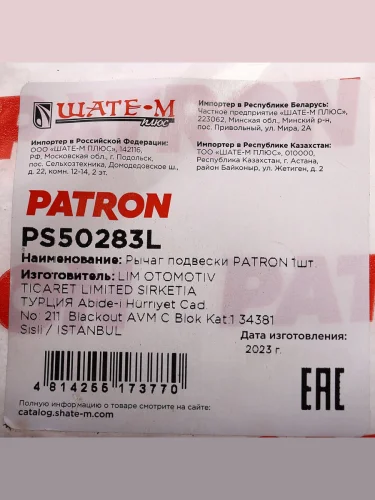 ШАТЕ-М
ПЛЮС
Импортер в Российской Федерации:
ООО «ШАТЕ-М ПЛЮС», 142116,
РФ, Московская обл., г. Подольск,
пос. Сельхозтехника, Домодедовское ш.,
д. 22, комн. 12-14, 2 эт.
Импортер в Республике Беларусь:
Частное предприятие «ШАТЕ-М ПЛЮС»,
223062, Минская обл., Минский р-н,
пос. Привольный, ул. Мира, 2А
Импортер в Республике Казахстан:
ТОО «ШАТЕ-М ПЛЮС», 010000,
Республика Казахстан, г. Астана,
район Байконыр, ул. Жетиген, д. 2
PATRON
PS50283L
Наименование: Рычаг подвески PATRON 1шт
Изготовитель: LIM OTOMOTIV
TICARET LIMITED SIRKETIA
ТУРЦИЯ Abide-i Hurriyet Cad
No: 211 Blackout AVM C Blok Kat:1 34381
Sisli / ISTANBUL
Дата изготовления:
2023 г.
4 814255 173770
EAC
Полную информацию о товаре смотрите на сайте:
catalog.shate-m.com